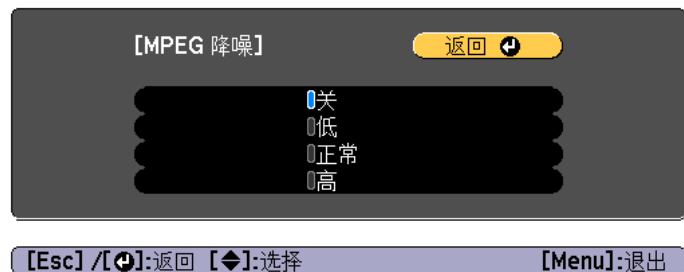 [MPEG 降噪] 返回
关
低
正常
高
[Esc] /[]:返回 []:选择 [Menu]:退出